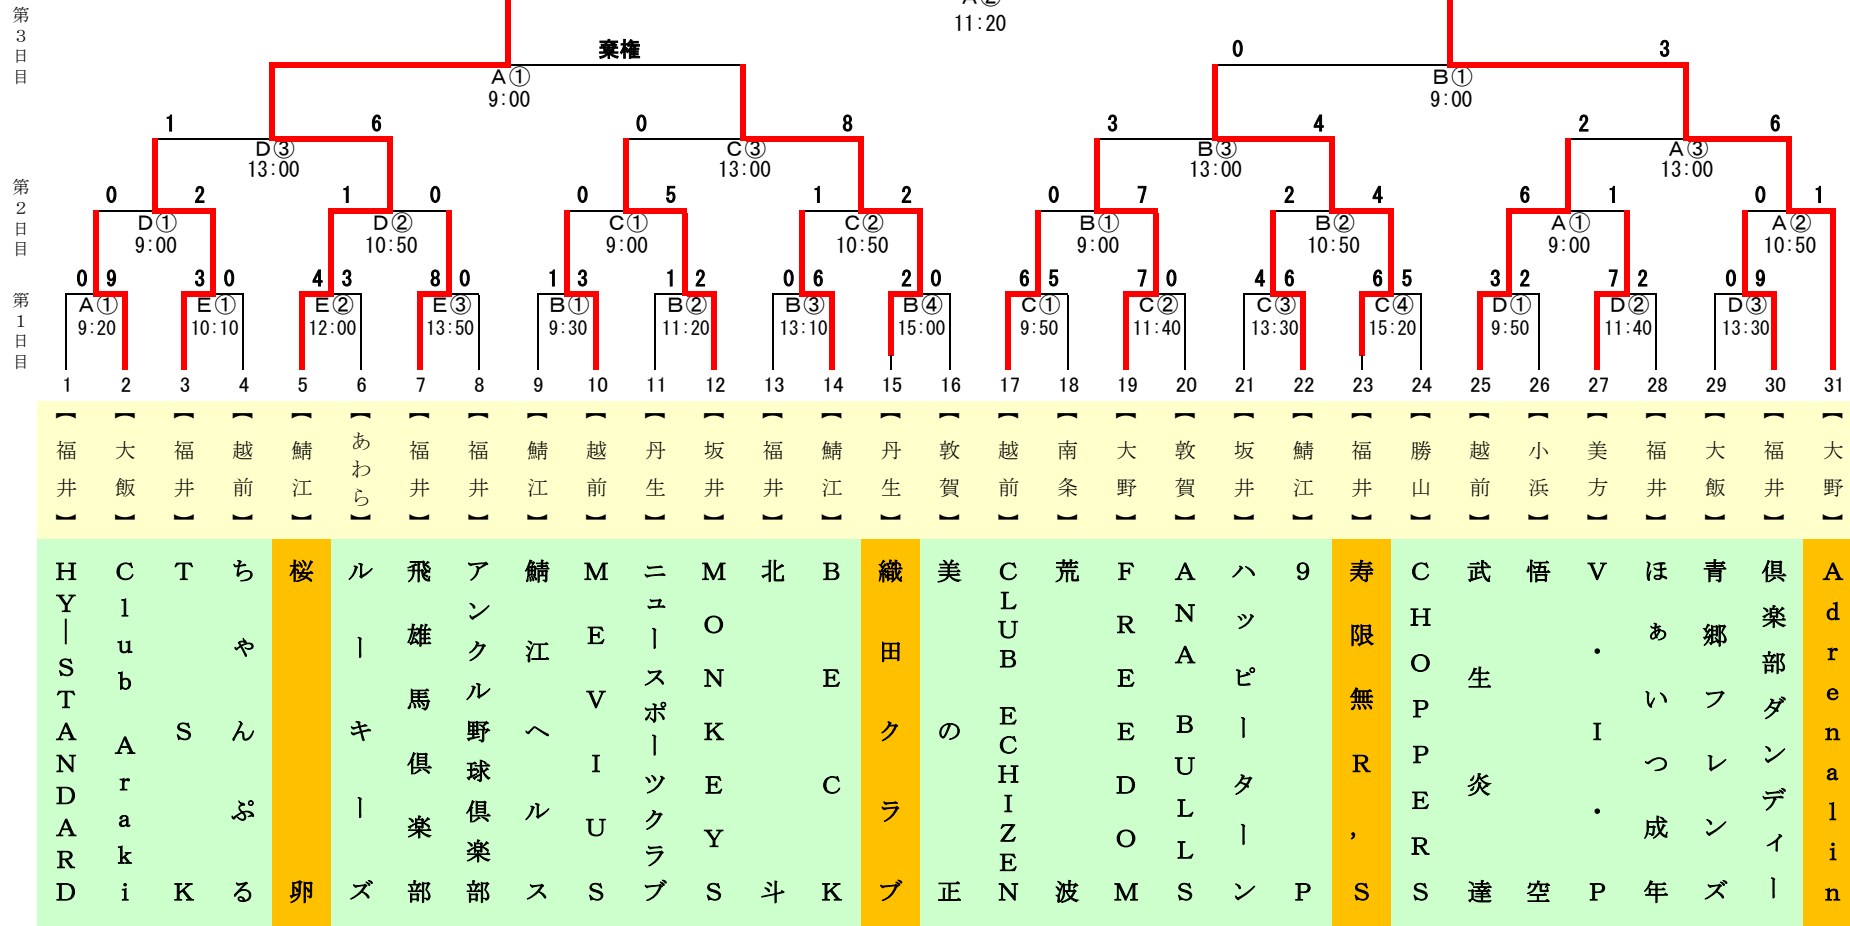 A②
11:20
第3日目
棄権
0 3
A① B①
9:00 9:00
1 6 0 8 3 4 2 6
D③ C③ B③ A③
13:00 13:00 13:00 13:00
第2日目
0 2 1 0 0 5 1 2 0 7 2 4 6 1 0 1
D① D② C① C② B① B② A① A②
9:00 10:50 9:00 10:50 9:00 10:50 9:00 10:50
第1日目
0 9 3 0 4 3 8 0 1 3 1 2 0 6 2 0 6 5 7 0 4 6 6 5 3 2 7 2 0 9
A① E① E② E③ B① B② B③ B④ C① C② C③ C④ D① D② D③
9:20 10:10 12:00 13:50 9:30 11:20 13:10 15:00 9:50 11:40 13:30 15:20 9:50 11:40 13:30
1 2 3 4 5 6 7 8 9 10 11 12 13 14 15 16 17 18 19 20 21 22 23 24 25 26 27 28 29 30 31
【福井】 【大飯】 【福井】 【越前】 【鯖江】 【あわら】 【福井】 【福井】 【鯖江】 【越前】 【丹生】 【坂井】 【福井】 【鯖江】 【丹生】 【敦賀】 【越前】 【南条】 【大野】 【敦賀】 【坂井】 【鯖江】 【福井】 【勝山】 【越前】 【小浜】 【美方】 【福井】 【大飯】 【福井】 【大野】
HY―STANDARD
Club Araki
TSK
ちゃんぷる
桜卵
ルーキーズ
飛雄馬倶楽部
アンクル野球倶楽部
鯖江ヘルス
MEVIUS
ニュースポーツクラブ
MONKEYS
北斗
BECK
織田クラブ
美の正
CLUB ECHIZEN
荒波
FREEDOM
ANA BULLS
ハッピーターン
9P
寿限無R,S
CHOPPERS
武生炎達
悟空
V・I・P
ほぁいつ成年
青郷フレンズ
倶楽部ダンディー
Adrenalin